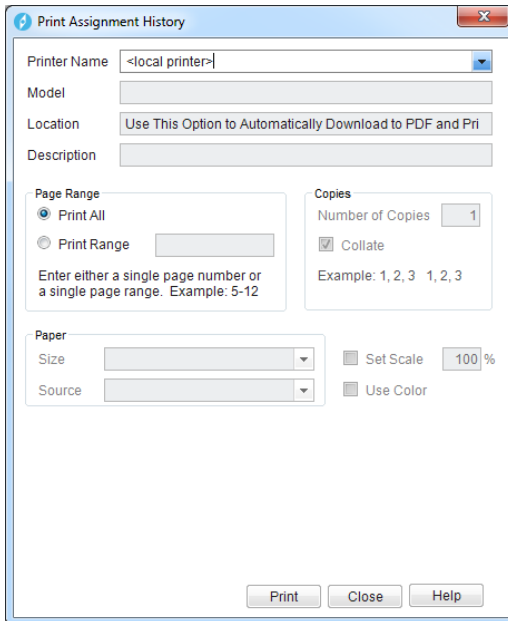 Print Assignment History
Printer Name <local printer>
Model
Location Use This Option to Automatically Download to PDF and Pri
Description
Page Range
Print All
Print Range
Enter either a single page number or
a single page range. Example: 5-12
Copies
Number of Copies 1
Collate
Example: 1, 2, 3 1, 2, 3
Paper
Size
Source
Set Scale 100 %
Use Color
Print Close Help